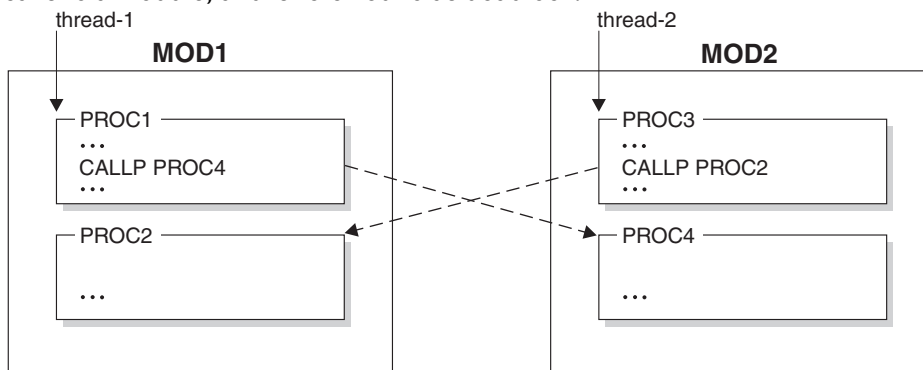 thread-1
thread-2
MOD1
MOD2
PROC1
...
CALLP PROC4
...
PROC3
...
CALLP PROC2
...
PROC2
...
PROC4
...